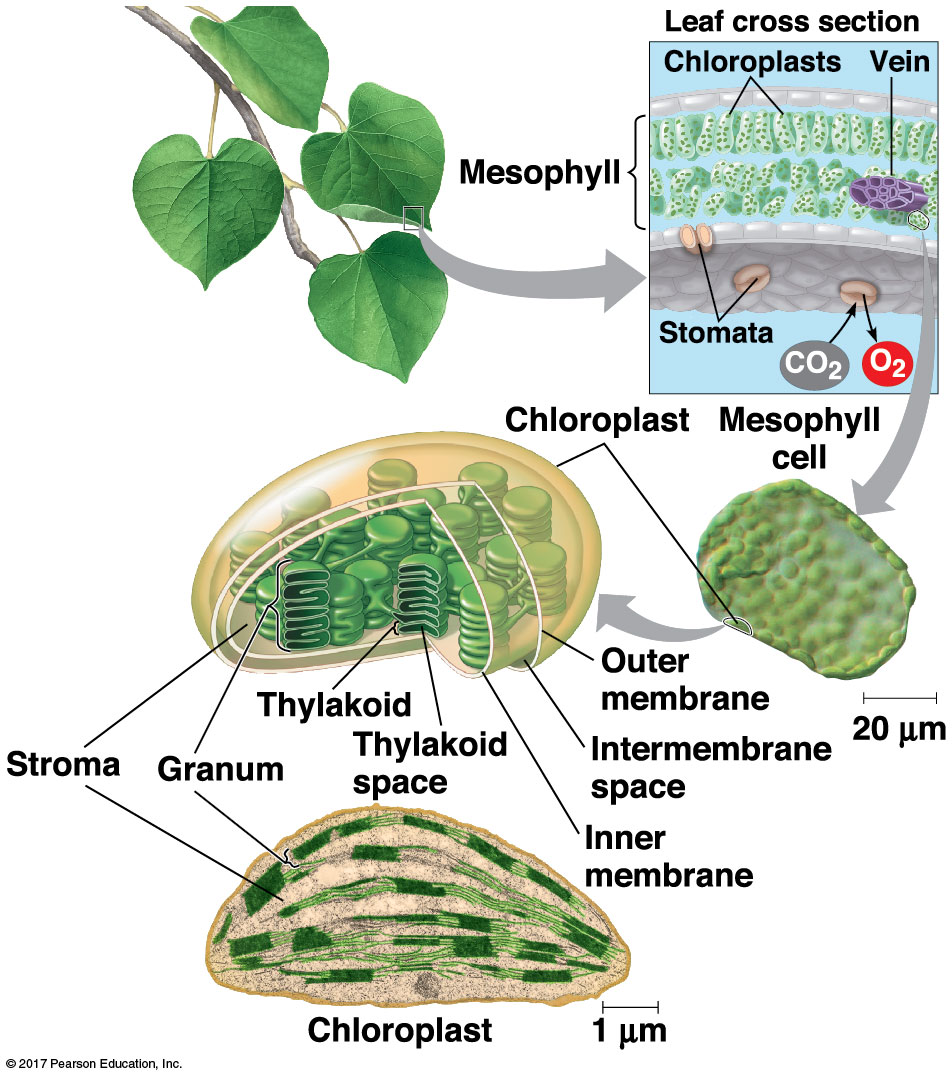 Leaf cross section
Chloroplasts Vein
Mesophyll
Stomata
CO2
O2
Chloroplast
Mesophyll
cell
Outer
membrane
20 µm
Thylakoid
Thylakoid
space
Intermembrane
space
Stroma
Granum
Inner
membrane
Chloroplast
1 µm
© 2017 Pearson Education, Inc.